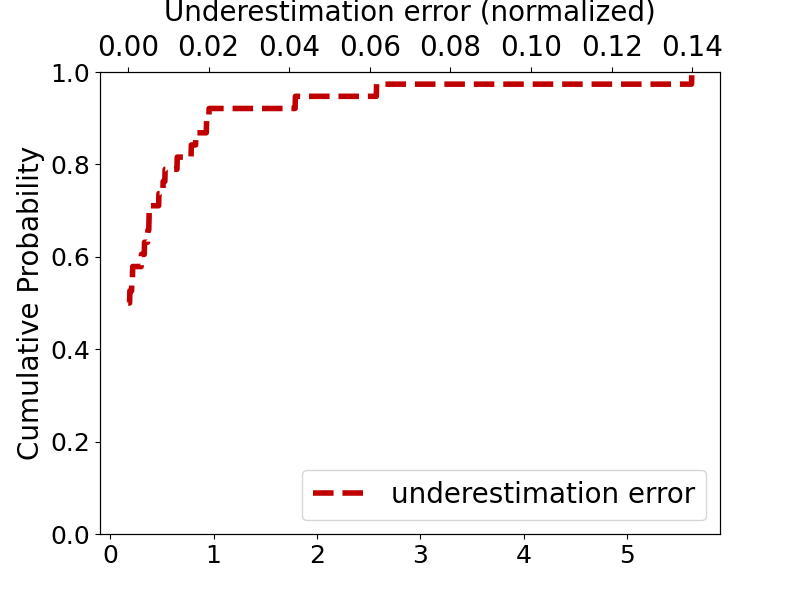 Underestimation error (normalized)
0.00 0.02 0.04 0.06 0.08 0.10 0.12 0.14
1.0
0.8
0.6
0.4
0.2
0.0
Cumulative Probability
underestimation error
0 1 2 3 4 5